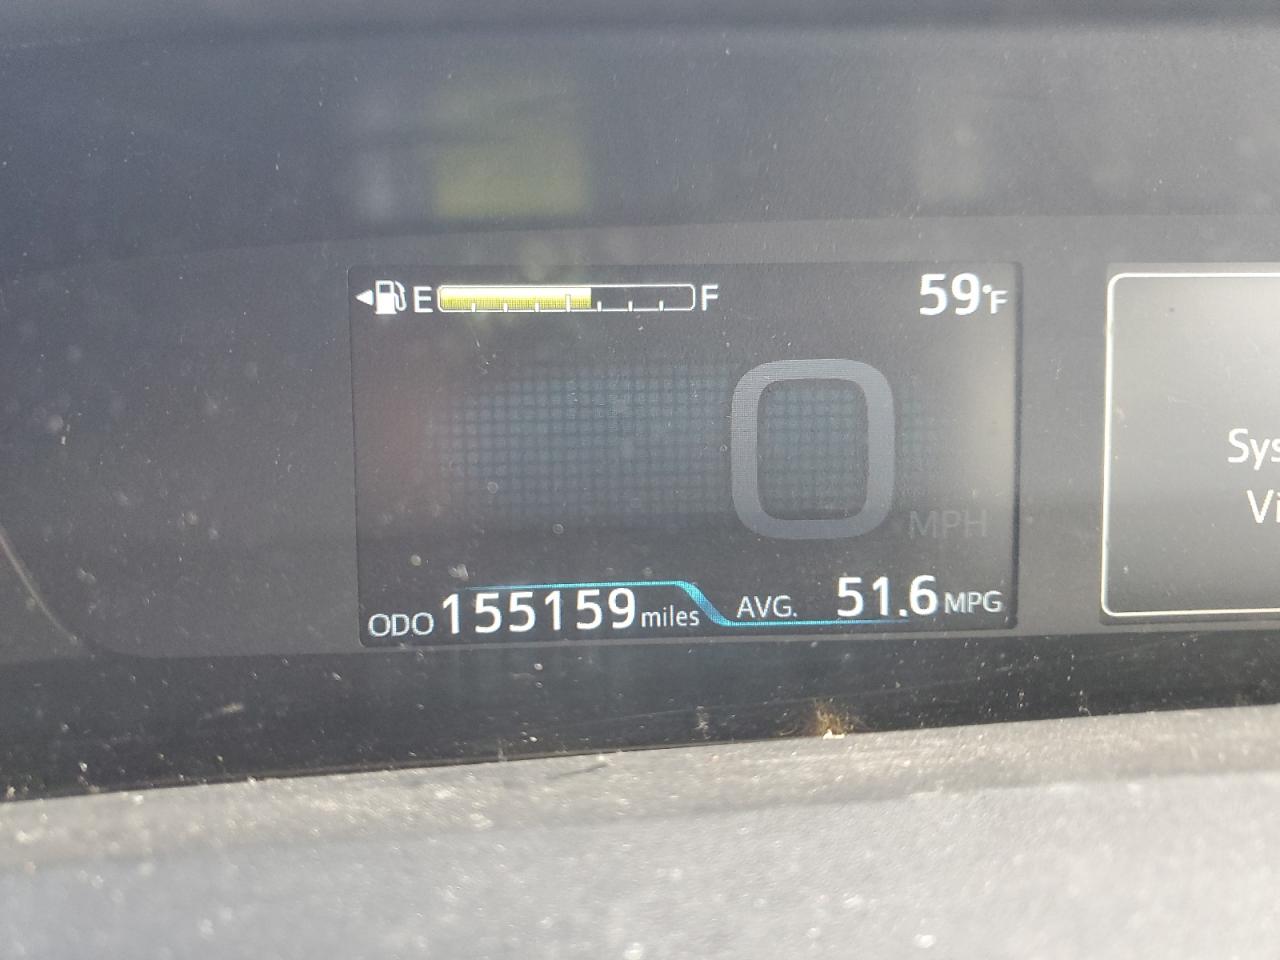 E F 59°F
0 MPH
ODO 155159 miles AVG. 51.6 MPG
Sys
Vi